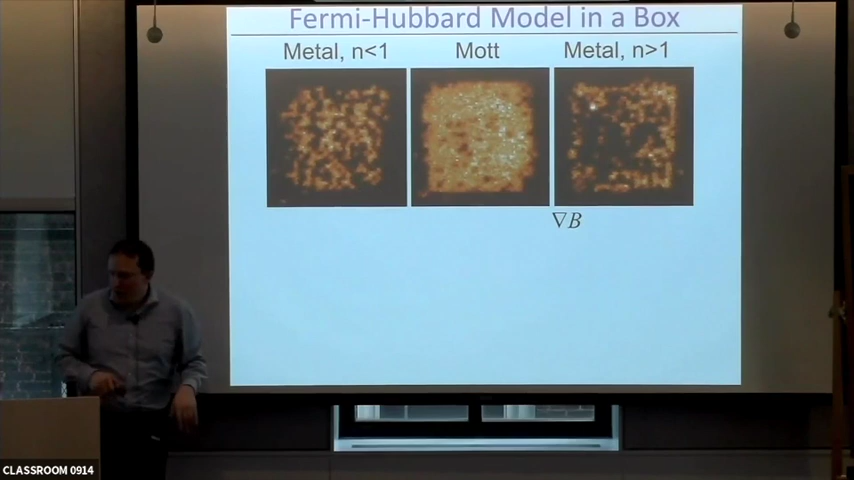 Fermi-Hubbard Model in a Box
Metal, n<1 Mott Metal, n>1
∇B
CLASSROOM 0914